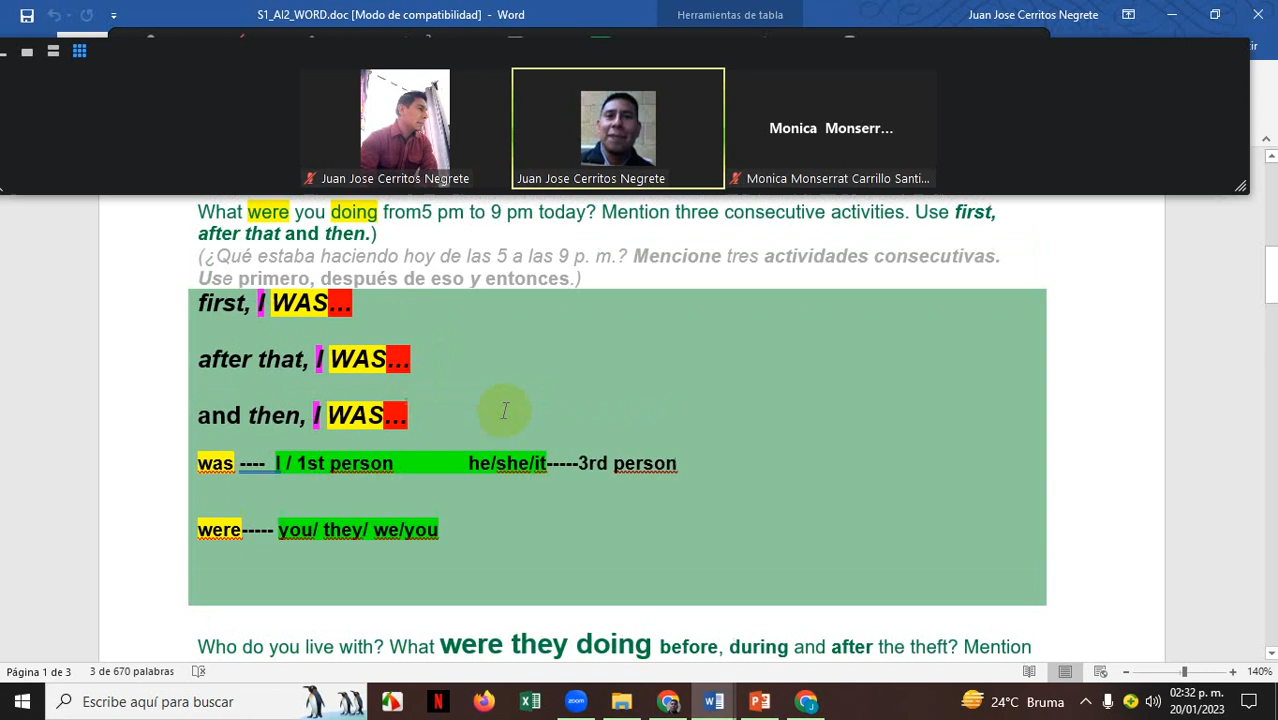 S1_AI2_WORD.doc [Modo de compatibilidad] - Word
Herramientas de tabla
Juan Jose Cerritos Negrete
Juan Jose Cerritos Negrete
Juan Jose Cerritos Negrete
Monica Monserr...
Monica Monserrat Carrillo Santi...
What were you doing from5 pm to 9 pm today? Mention three consecutive activities. Use first,
after that and then.)
(¿Qué estaba haciendo hoy de las 5 a las 9 p. m.? Mencione tres actividades consecutivas.
Use primero, después de eso y entonces.)
first, I WAS...
after that, I WAS...
and then, I WAS...
was ---- I / 1st person he/she/it-----3rd person
were----- you/ they/ we/you
Who do you live with? What were they doing before, during and after the theft? Mention
Página 1 de 3
3 de 670 palabras
140%
Escribe aquí para buscar
zoom
24°C Bruma
02:32 p. m.
20/01/2023